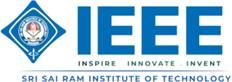 IEEE
INSPIRE . INNOVATE . INVENT
SRI SAI RAM INSTITUTE OF TECHNOLOGY